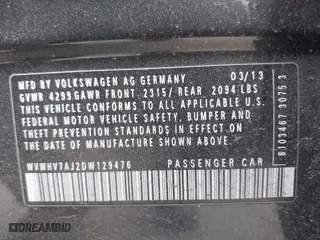 MFD BY VOLKSWAGEN AG GERMANY 03/13
GVWR 4299 GAWR FRONT 2315/ REAR 2094 LBS
THIS VEHICLE CONFORMS TO ALL APPLICABLE U.S.
FEDERAL MOTOR VEHICLE SAFETY, BUMPER AND
THEFT PREVENTION STANDARDS IN EFFECT ON THE
DATE OF MANUFACTURE SHOWN ABOVE.
WVWHV7AJ2DW129476 PASSENGER CAR
8103467 3075 3